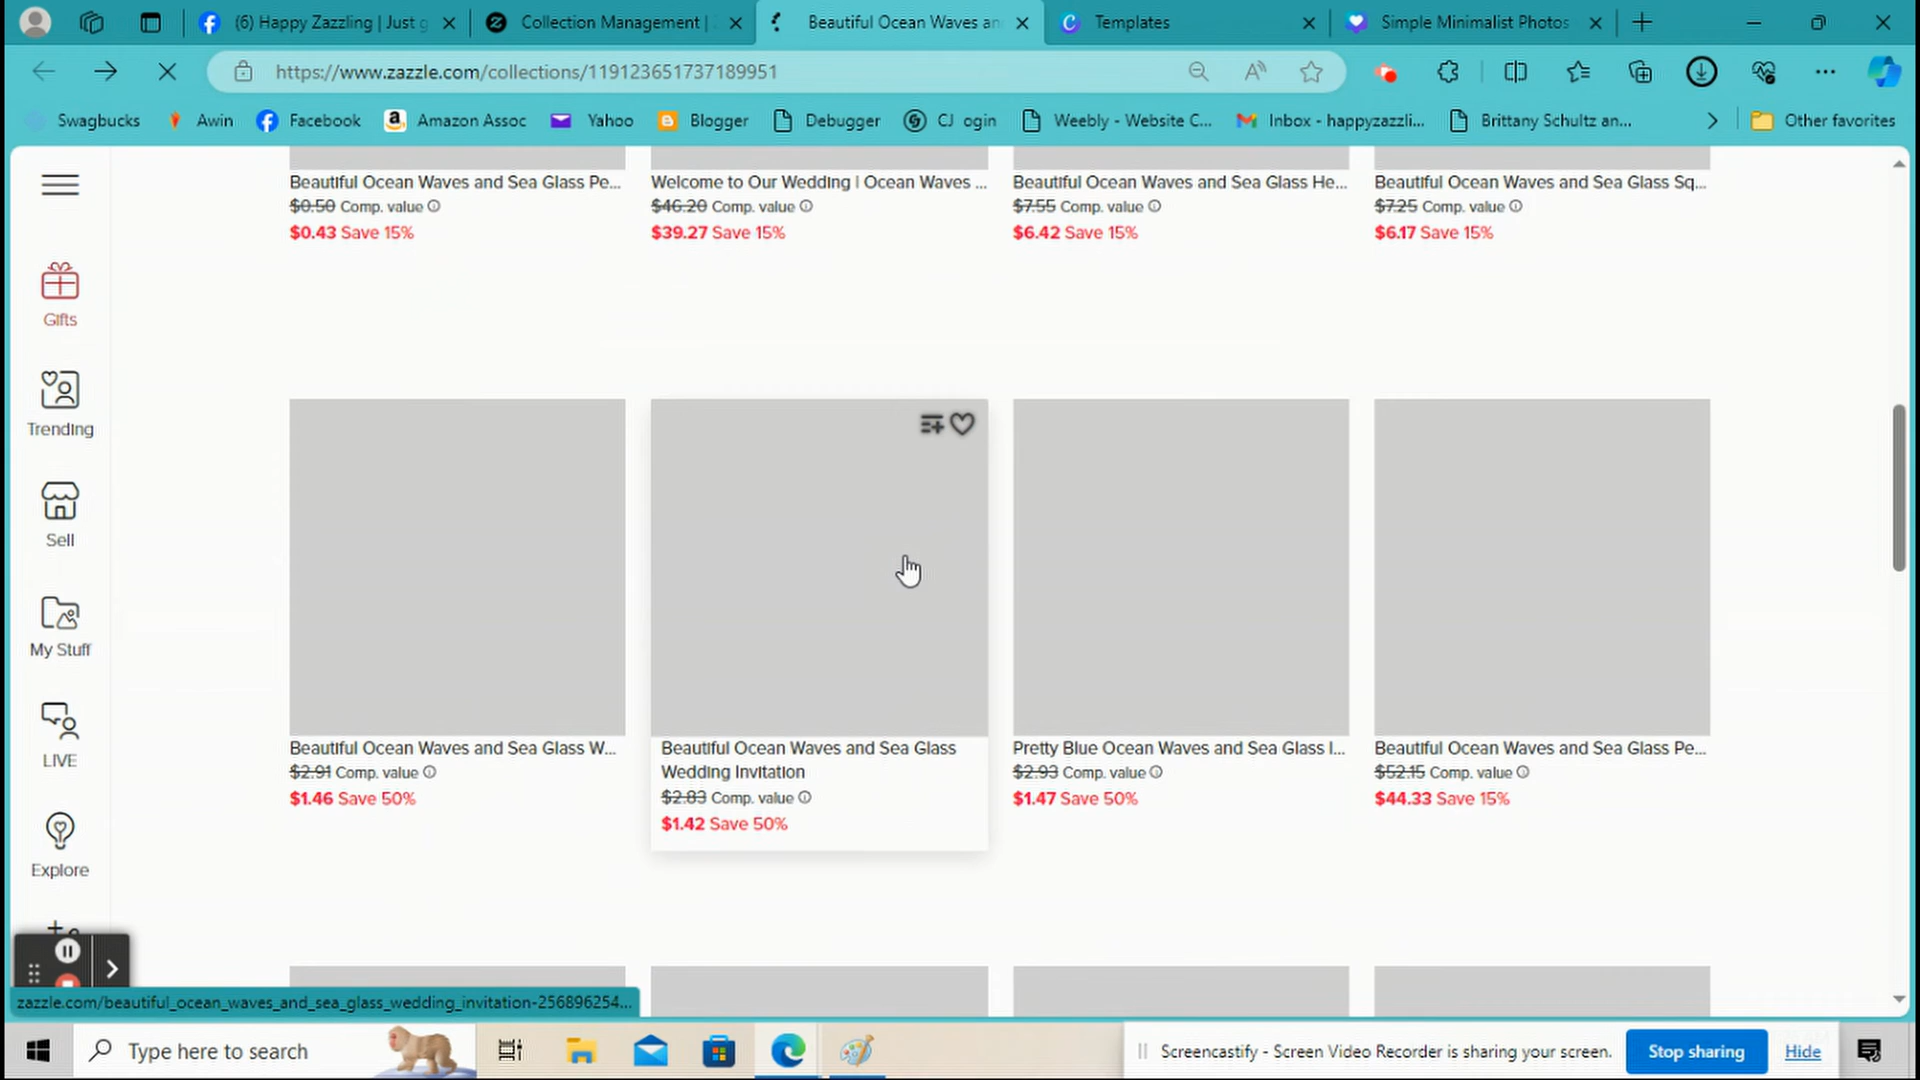 (6) Happy Zazzling | Just g
Collection Management |
Beautiful Ocean Waves an
Templates
Simple Minimalist Photos
https://www.zazzle.com/collections/119123651737189951
Swagbucks
Awin
Facebook
Amazon Assoc
Yahoo
Blogger
Debugger
CJ ogin
Weebly - Website C...
Inbox - happyzazzli...
Brittany Schultz an...
Other favorites
Gifts
Trending
Sell
My Stuff
LIVE
Explore
Beautiful Ocean Waves and Sea Glass Pe...
$0.50 Comp. value
$0.43 Save 15%
Welcome to Our Wedding | Ocean Waves ...
$46.20 Comp. value
$39.27 Save 15%
Beautiful Ocean Waves and Sea Glass He...
$7.55 Comp. value
$6.42 Save 15%
Beautiful Ocean Waves and Sea Glass Sq...
$7.25 Comp. value
$6.17 Save 15%
Beautiful Ocean Waves and Sea Glass W...
$2.91 Comp. value
$1.46 Save 50%
Beautiful Ocean Waves and Sea Glass
Wedding Invitation
$2.83 Comp. value
$1.42 Save 50%
Pretty Blue Ocean Waves and Sea Glass I...
$2.93 Comp. value
$1.47 Save 50%
Beautiful Ocean Waves and Sea Glass Pe...
$52.15 Comp. value
$44.33 Save 15%
zazzle.com/beautiful_ocean_waves_and_sea_glass_wedding_invitation-256896254...
Type here to search
Screencastify - Screen Video Recorder is sharing your screen.
Stop sharing
Hide